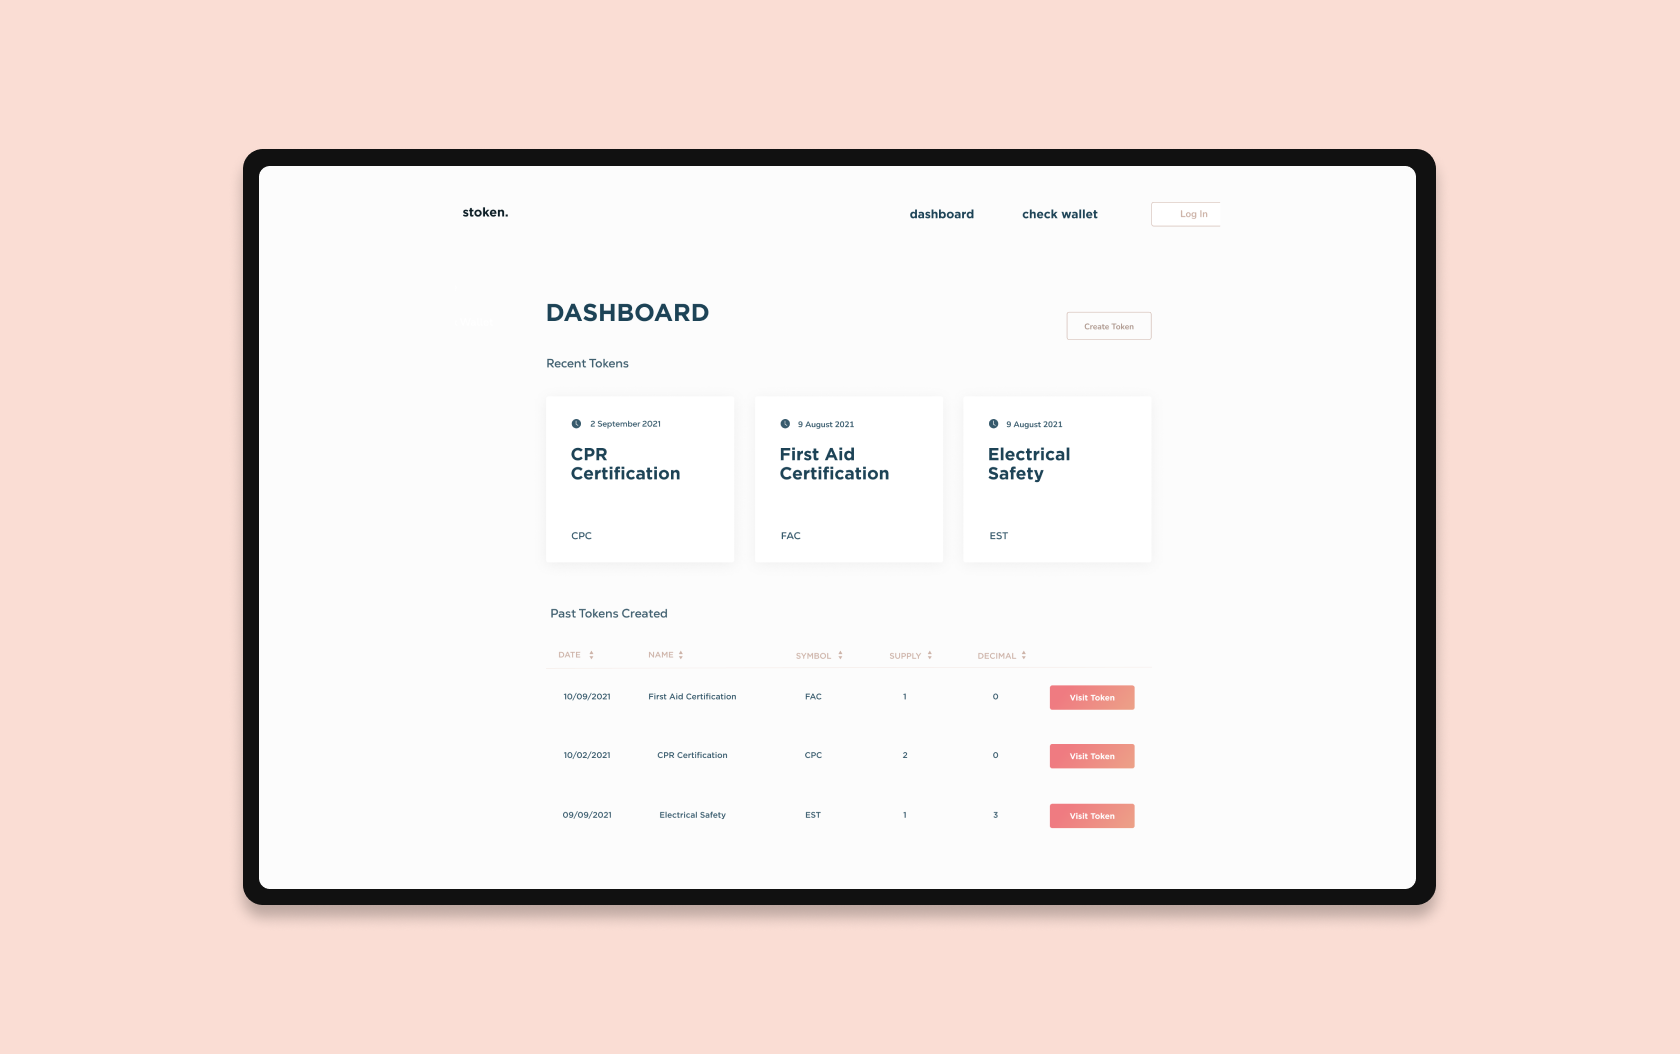 stoken.
dashboard
check wallet
Log In
DASHBOARD
Create Token
Recent Tokens
2 September 2021
CPR
Certification
CPC
9 August 2021
First Aid
Certification
FAC
9 August 2021
Electrical
Safety
EST
Past Tokens Created
DATE NAME SYMBOL SUPPLY DECIMAL
10/09/2021 First Aid Certification FAC 1 0 Visit Token
10/02/2021 CPR Certification CPC 2 0 Visit Token
09/09/2021 Electrical Safety EST 1 3 Visit Token